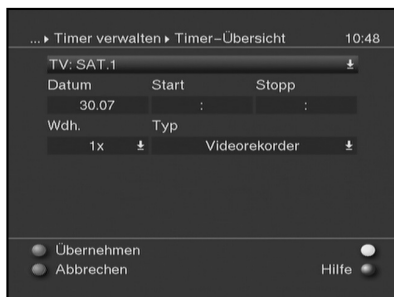 ... ▸ Timer verwalten ▸ Timer-Übersicht 10:48
TV: SAT.1
Datum Start Stopp
30.07 : :
Wdh. Typ
1x Videorekorder
Übernehmen
Abbrechen Hilfe